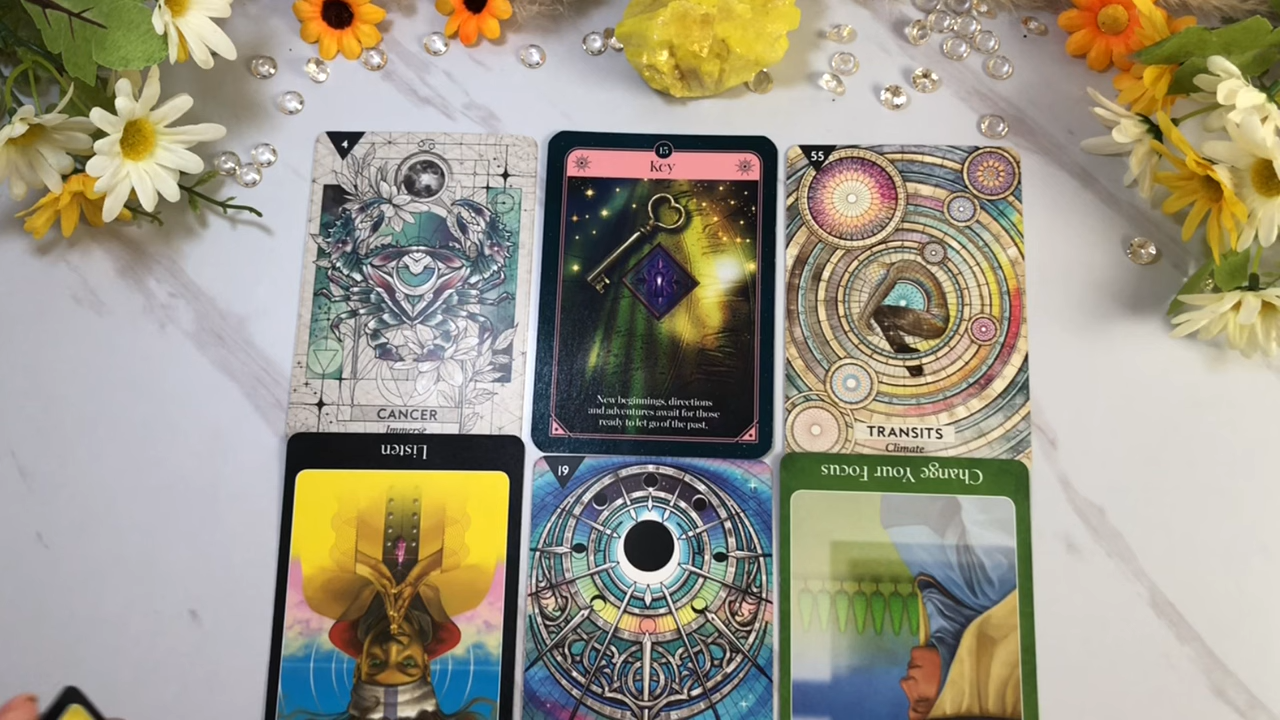 4
CANCER
Immerse
15
Key
New beginnings, directions
and adventures await for those
ready to let go of the past.
55
TRANSITS
Climate
Listen
19
Change Your Focus